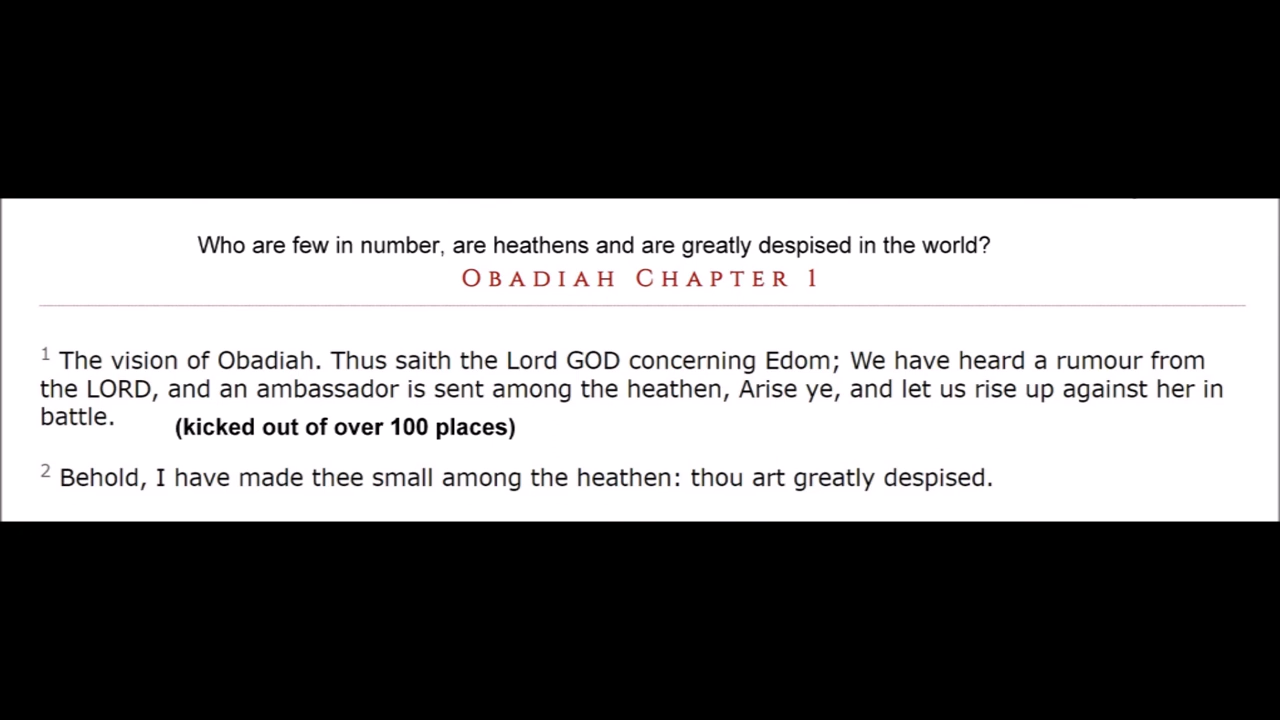 Who are few in number, are heathens and are greatly despised in the world?
OBADIAH CHAPTER 1
1 The vision of Obadiah. Thus saith the Lord GOD concerning Edom; We have heard a rumour from
the LORD, and an ambassador is sent among the heathen, Arise ye, and let us rise up against her in
battle.
(kicked out of over 100 places)
2 Behold, I have made thee small among the heathen: thou art greatly despised.